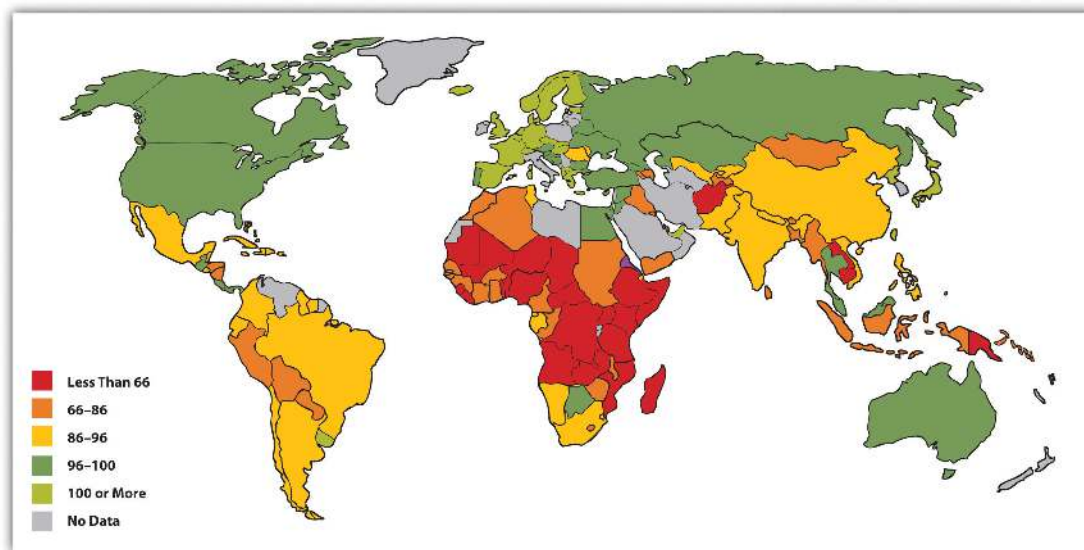 Less Than 66
66–86
86–96
96–100
100 or More
No Data